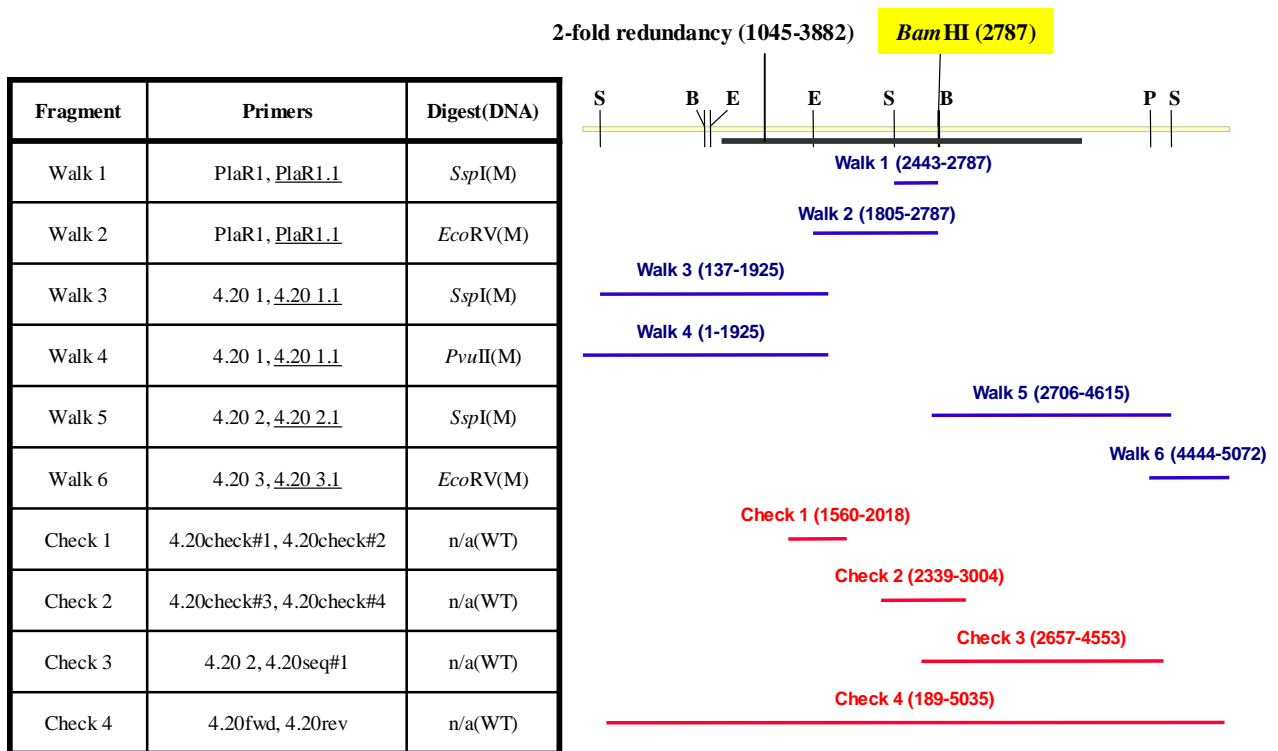 2-fold redundancy (1045-3882) BamHI (2787)
S B E E S B P S
Fragment Primers Digest(DNA)
Walk 1 PlaR1, PlaR1.1 SspI(M)
Walk 1 (2443-2787)
Walk 2 PlaR1, PlaR1.1 EcoRV(M)
Walk 2 (1805-2787)
Walk 3 4.20 1, 4.20 1.1 SspI(M)
Walk 3 (137-1925)
Walk 4 4.20 1, 4.20 1.1 PvuII(M)
Walk 4 (1-1925)
Walk 5 4.20 2, 4.20 2.1 SspI(M)
Walk 5 (2706-4615)
Walk 6 4.20 3, 4.20 3.1 EcoRV(M)
Walk 6 (4444-5072)
Check 1 4.20check#1, 4.20check#2 n/a(WT)
Check 1 (1560-2018)
Check 2 4.20check#3, 4.20check#4 n/a(WT)
Check 2 (2339-3004)
Check 3 4.20 2, 4.20seq#1 n/a(WT)
Check 3 (2657-4553)
Check 4 4.20fwd, 4.20rev n/a(WT)
Check 4 (189-5035)